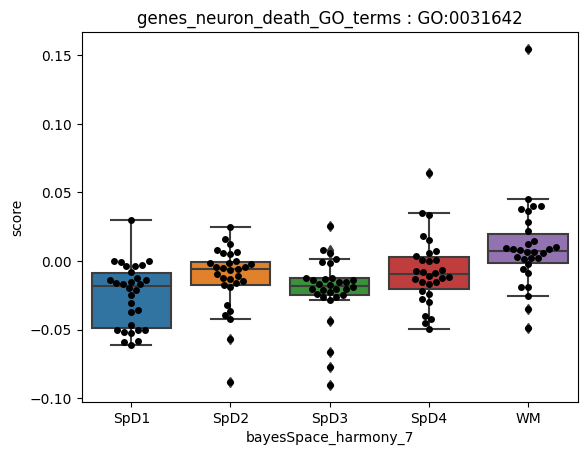 genes_neuron_death_GO_terms : GO:0031642
0.15
0.10
0.05
0.00
−0.05
−0.10
score
SpD1 SpD2 SpD3 SpD4 WM
bayesSpace_harmony_7